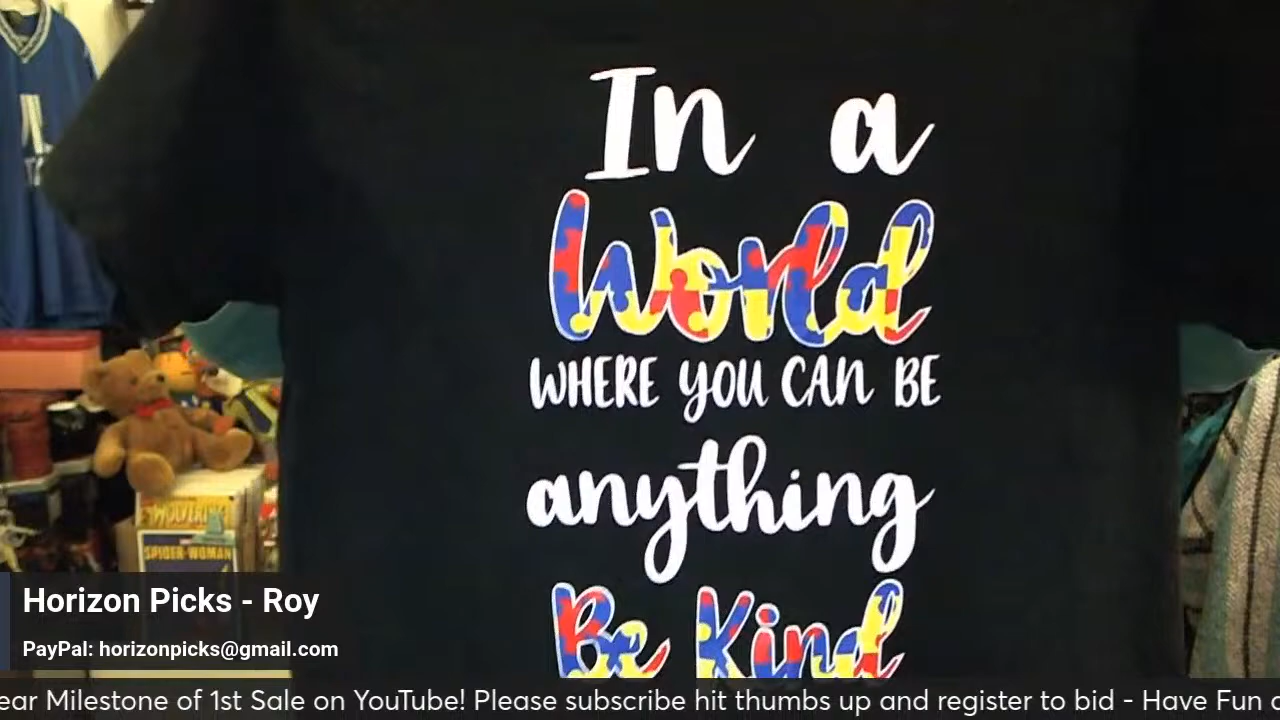 In a
World
WHERE YOU CAN BE
anything
Be Kind
WOLVERINE
SPIDER-WOMAN
Horizon Picks - Roy
PayPal: horizonpicks@gmail.com
ear Milestone of 1st Sale on YouTube! Please subscribe hit thumbs up and register to bid - Have Fun